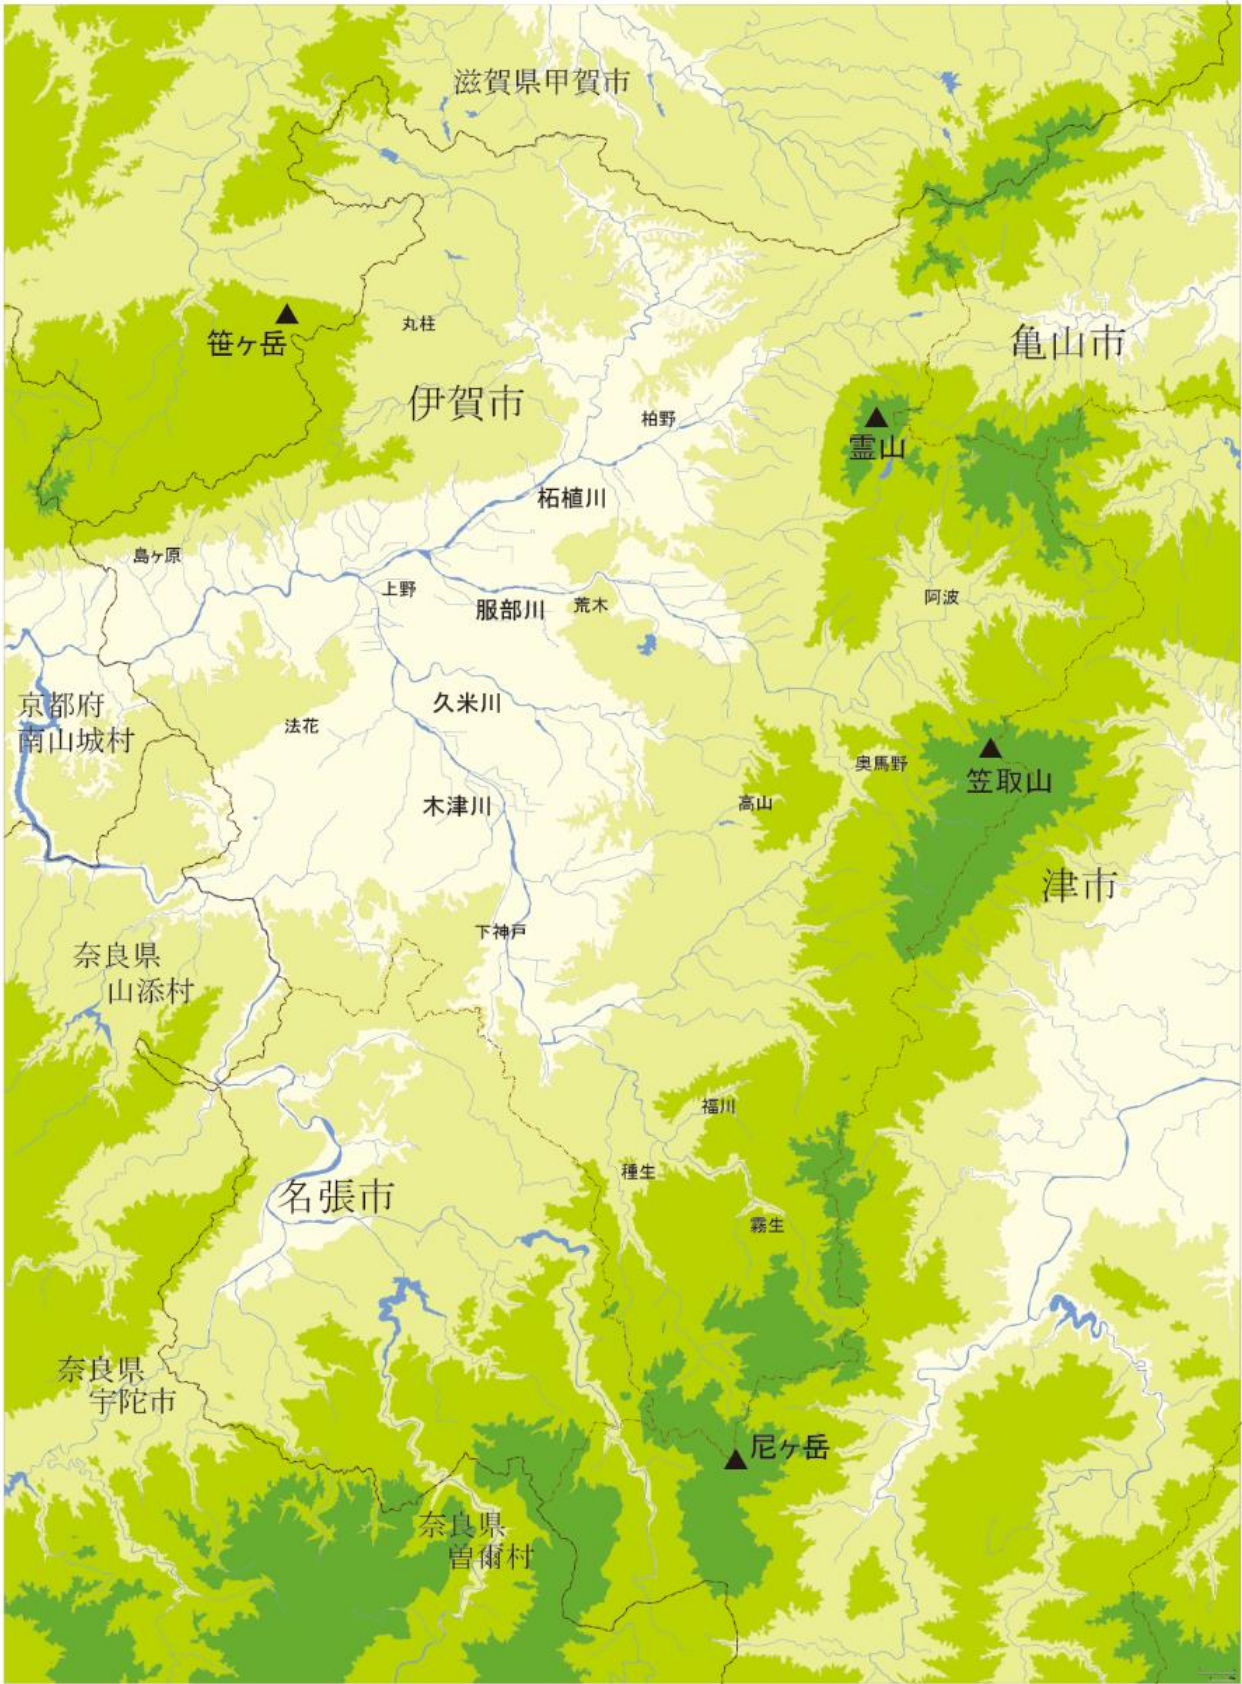 滋賀県甲賀市
笹ヶ岳
丸柱
亀山市
伊賀市
柏野
霊山
柘植川
島ヶ原
上野
服部川
荒木
阿波
京都府
南山城村
久米川
法花
奥馬野
笠取山
木津川
高山
津市
下神戸
奈良県
山添村
福川
種生
名張市
霧生
奈良県
宇陀市
尼ヶ岳
奈良県
曽爾村